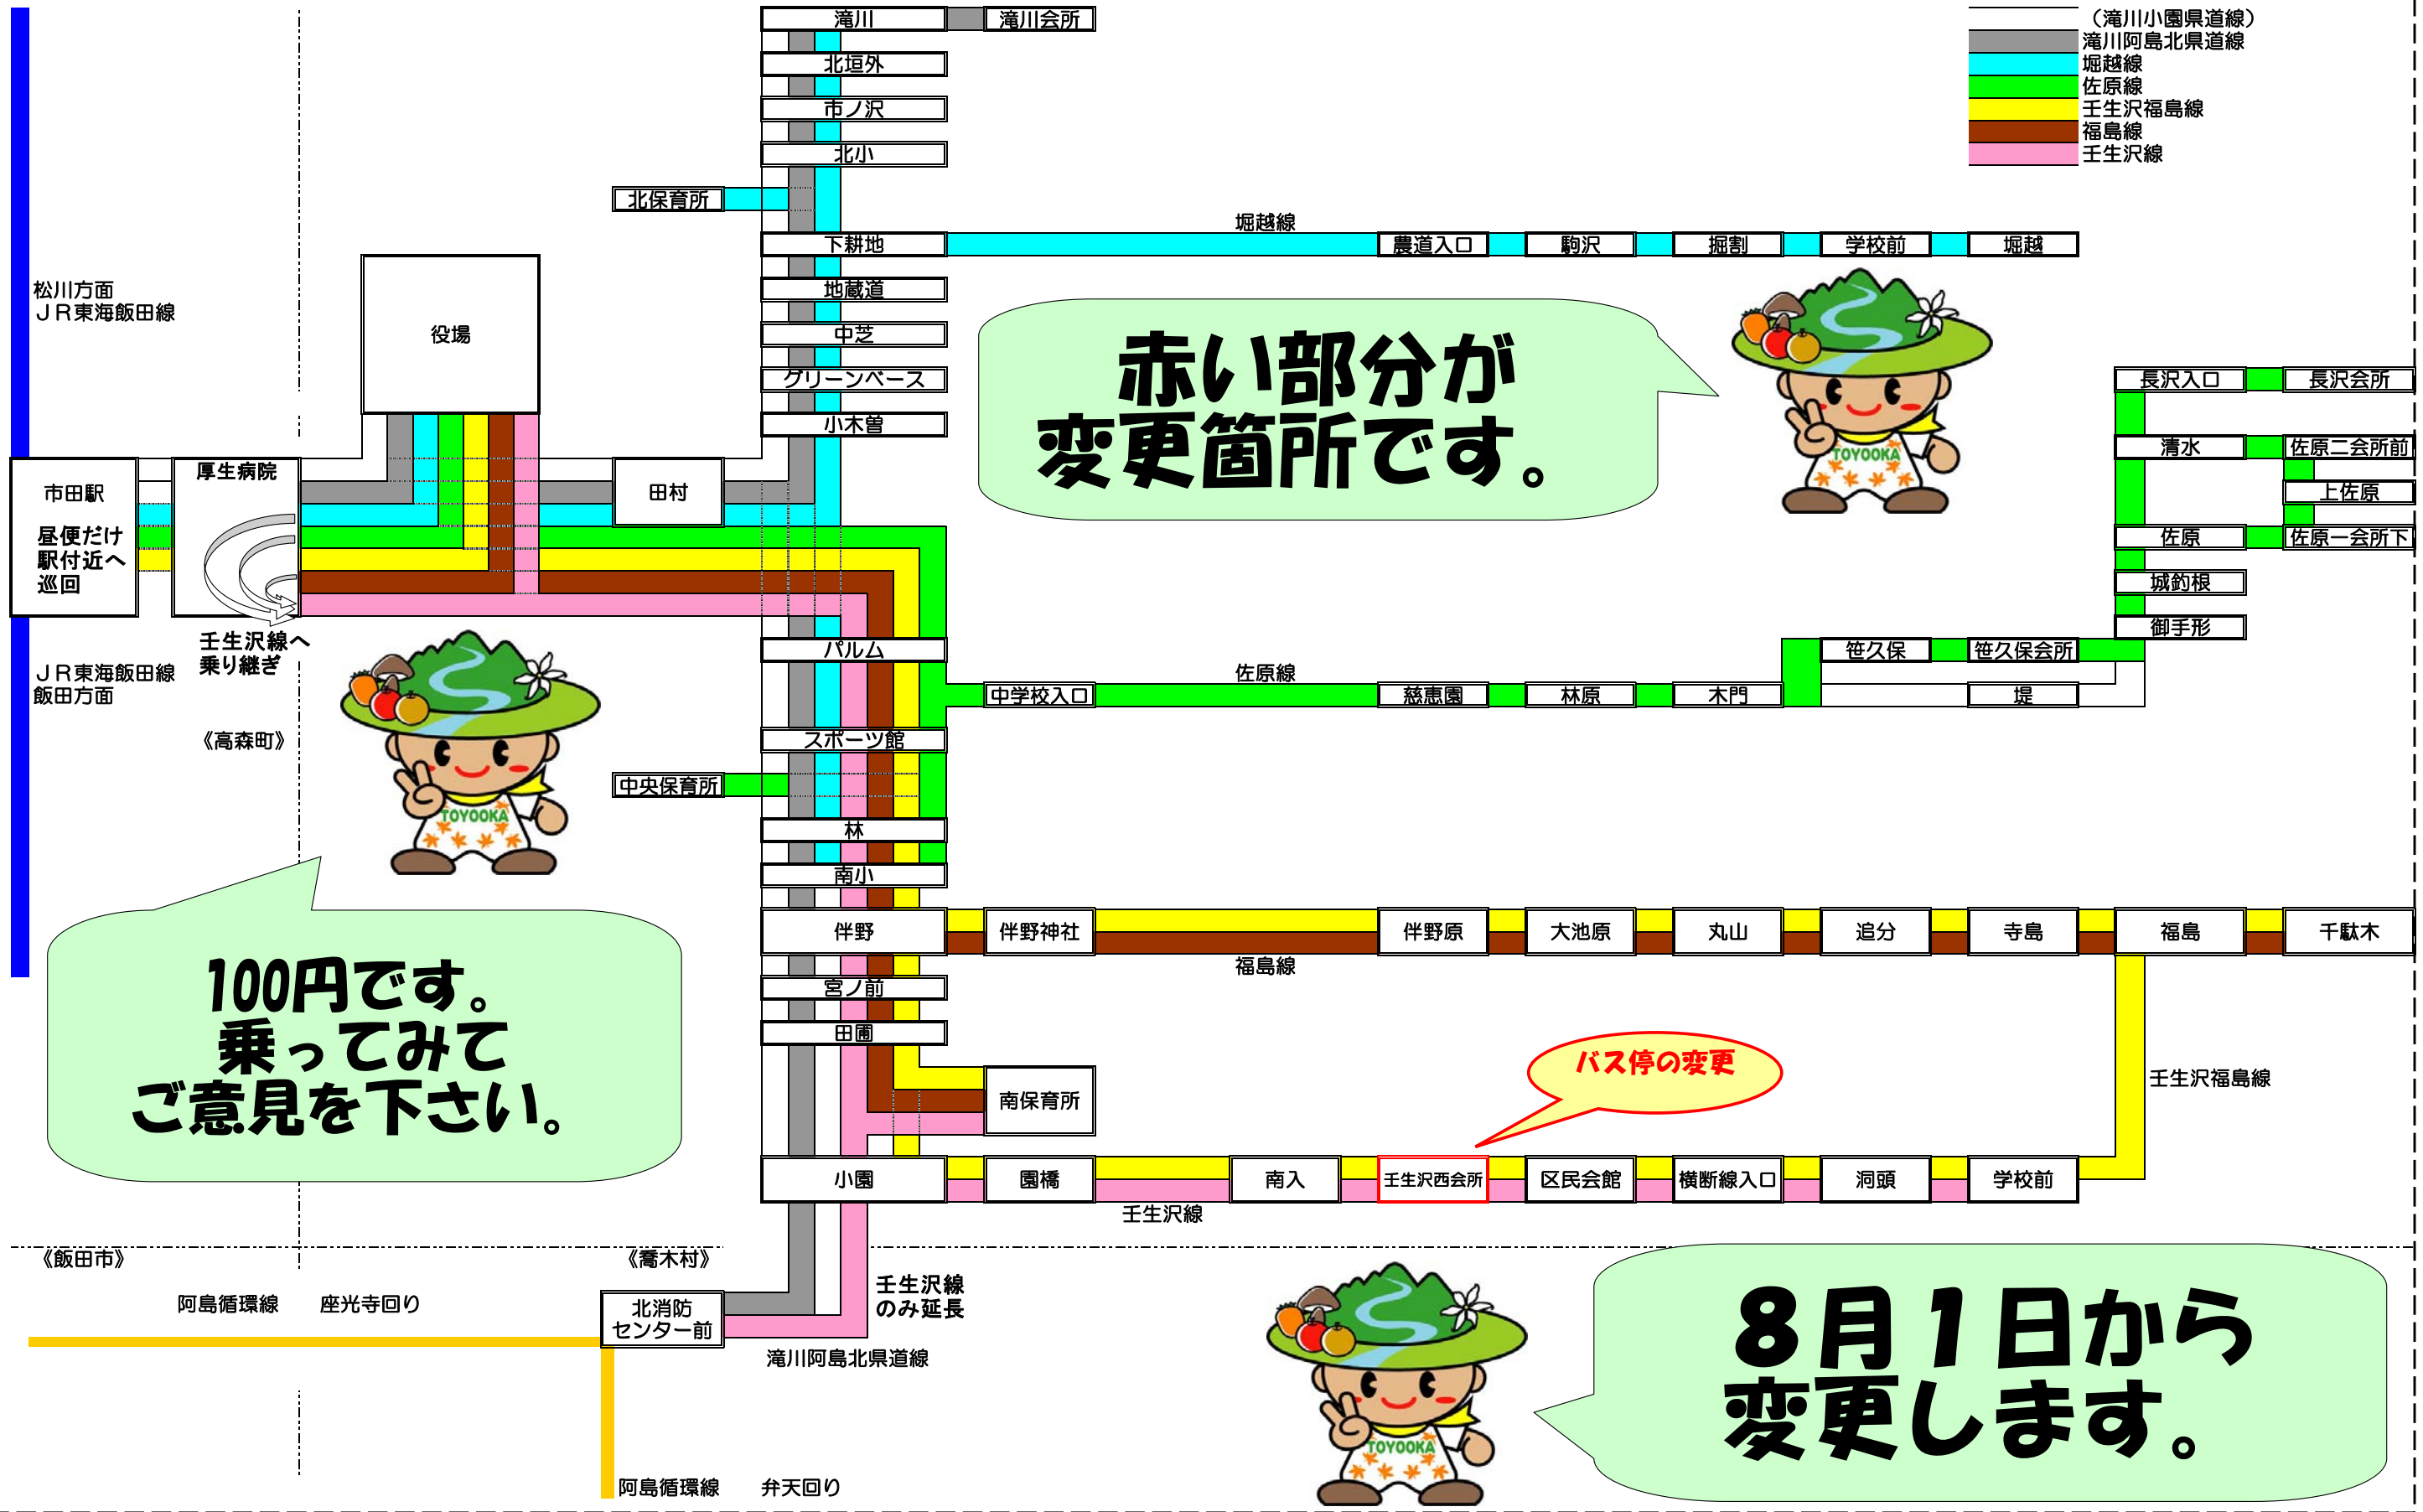 滝川
滝川会所
（滝川小園県道線）
滝川阿島北県道線
堀越線
佐原線
壬生沢福島線
福島線
壬生沢線
北垣外
市ノ沢
北小
北保育所
堀越線
下耕地
農道入口
駒沢
掘割
学校前
堀越
松川方面
ＪＲ東海飯田線
役場
地蔵道
中芝
グリーンベース
小木曽
赤い部分が
変更箇所です。
TOYOOKA
長沢入口
長沢会所
清水
佐原二会所前
上佐原
佐原
佐原一会所下
城釣根
御手形
市田駅
昼便だけ
駅付近へ
巡回
厚生病院
田村
壬生沢線へ
乗り継ぎ
ＪＲ東海飯田線
飯田方面
《高森町》
パルム
佐原線
中学校入口
慈恵園
林原
木門
笹久保
笹久保会所
堤
スポーツ館
中央保育所
TOYOOKA
林
南小
伴野
伴野神社
伴野原
大池原
丸山
追分
寺島
福島
千駄木
福島線
100円です。
乗ってみて
ご意見を下さい。
宮ノ前
田圃
バス停の変更
南保育所
壬生沢福島線
小園
園橋
南入
壬生沢西会所
区民会館
横断線入口
洞頭
学校前
壬生沢線
《飯田市》
《喬木村》
阿島循環線　座光寺回り
北消防
センター前
壬生沢線
のみ延長
滝川阿島北県道線
TOYOOKA
８月１日から
変更します。
阿島循環線　弁天回り